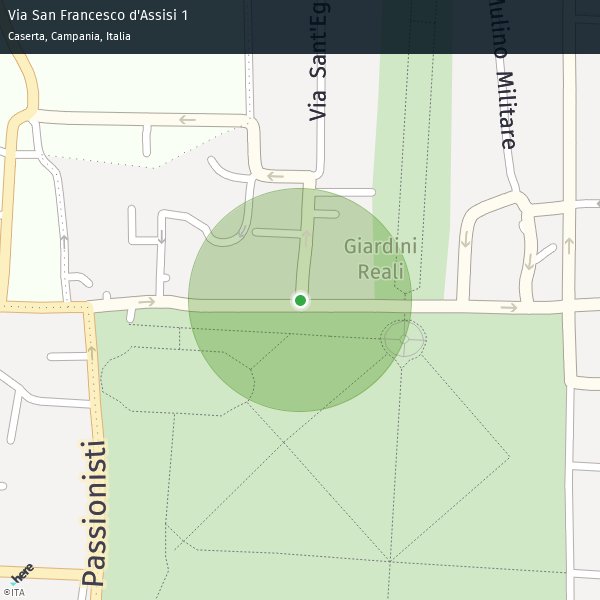 Via San Francesco d'Assisi 1
Caserta, Campania, Italia
Via Sant'Eg
Mulino Militare
Giardini
Reali
Passionisti
here
©ITA